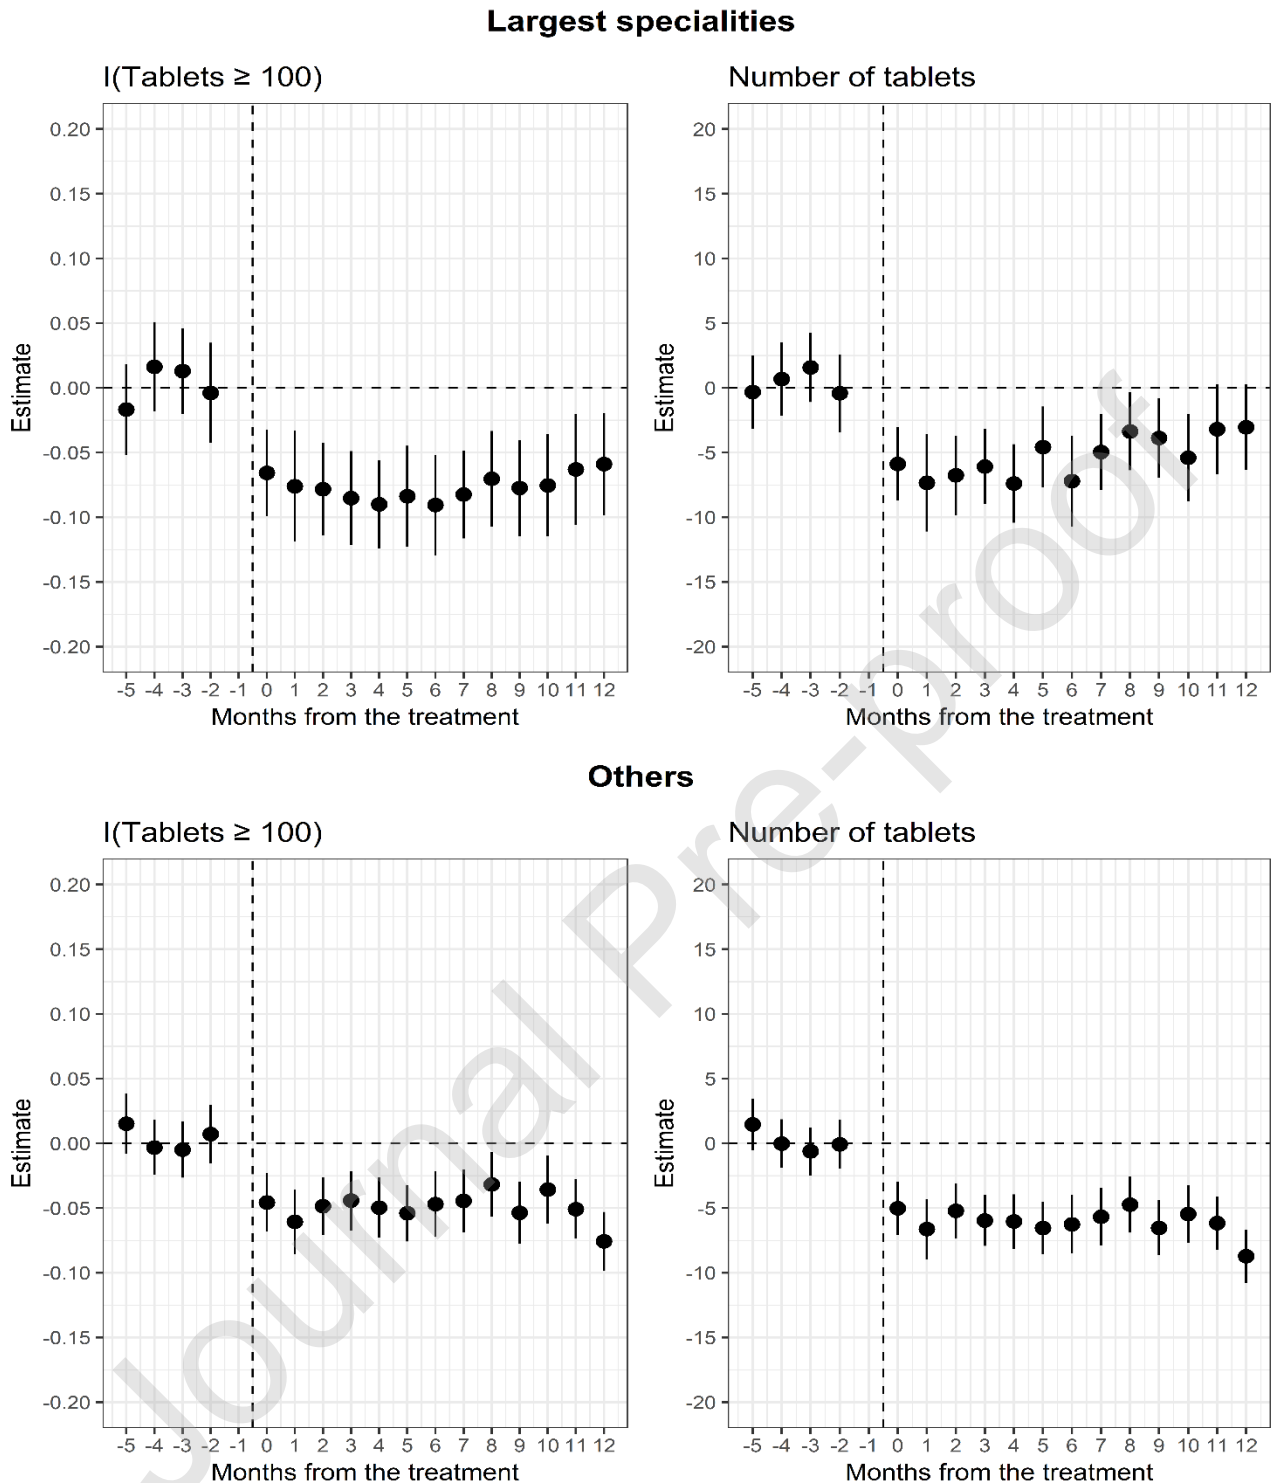 Largest specialities
I(Tablets ≥ 100)
Number of tablets
0.20
0.15
0.10
0.05
0.00
-0.05
-0.10
-0.15
-0.20
Estimate
-5 -4 -3 -2 -1 0 1 2 3 4 5 6 7 8 9 10 11 12
Months from the treatment
20
15
10
5
0
-5
-10
-15
-20
Estimate
-5 -4 -3 -2 -1 0 1 2 3 4 5 6 7 8 9 10 11 12
Months from the treatment
Others
I(Tablets ≥ 100)
Number of tablets
0.20
0.15
0.10
0.05
0.00
-0.05
-0.10
-0.15
-0.20
Estimate
-5 -4 -3 -2 -1 0 1 2 3 4 5 6 7 8 9 10 11 12
Months from the treatment
20
15
10
5
0
-5
-10
-15
-20
Estimate
-5 -4 -3 -2 -1 0 1 2 3 4 5 6 7 8 9 10 11 12
Months from the treatment
Journal Pre-proof